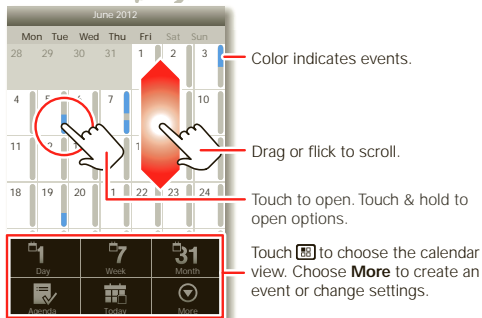 June 2012
Mon Tue Wed Thu Fri Sat Sun
28 29 30 31 1 2 3
Color indicates events.
4 7 10
Drag or flick to scroll.
11
Touch to open. Touch & hold to
open options.
18 19 20 22 23 24
Touch to choose the calendar
view. Choose More to create an
event or change settings.
1 7 31
Day Week Month
Agenda Today More